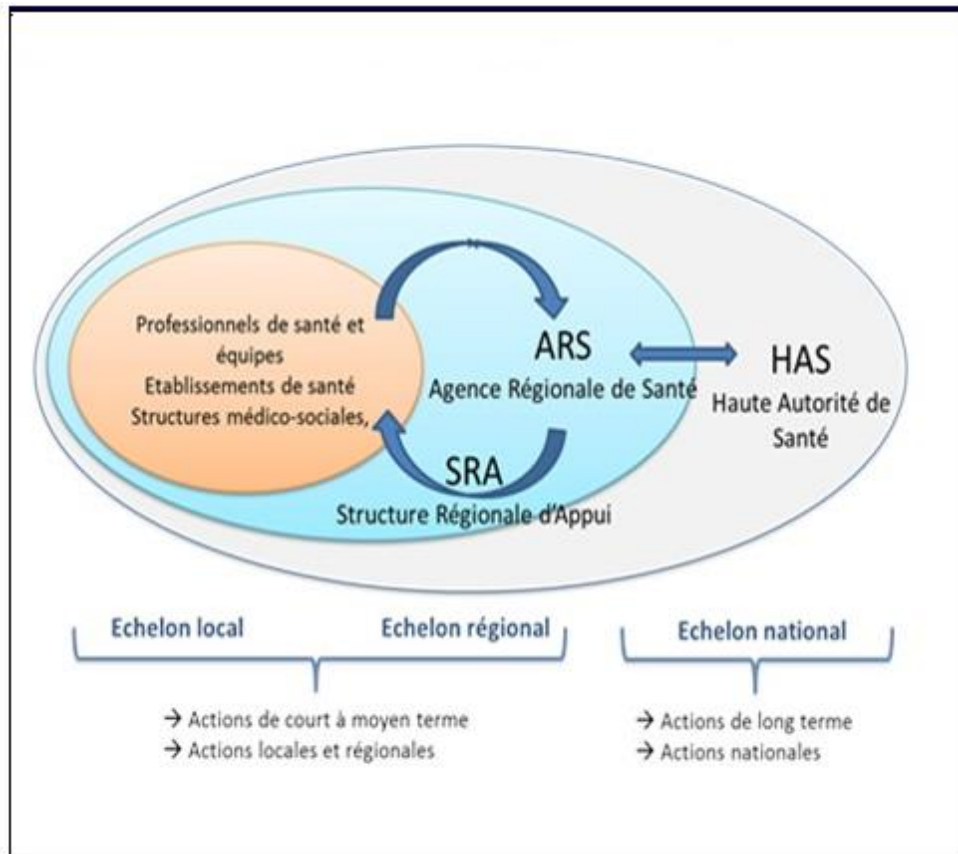 Professionnels de santé et
équipes
Etablissements de santé
Structures médico-sociales,
ARS
Agence Régionale de Santé
SRA
Structure Régionale d'Appui
HAS
Haute Autorité de
Santé
Echelon local
Echelon régional
Echelon national
→ Actions de court à moyen terme
→ Actions locales et régionales
→ Actions de long terme
→ Actions nationales